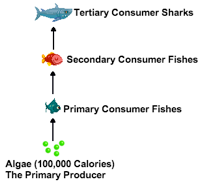 Tertiary Consumer Sharks
Secondary Consumer Fishes
Primary Consumer Fishes
Algae (100,000 Calories)
The Primary Producer